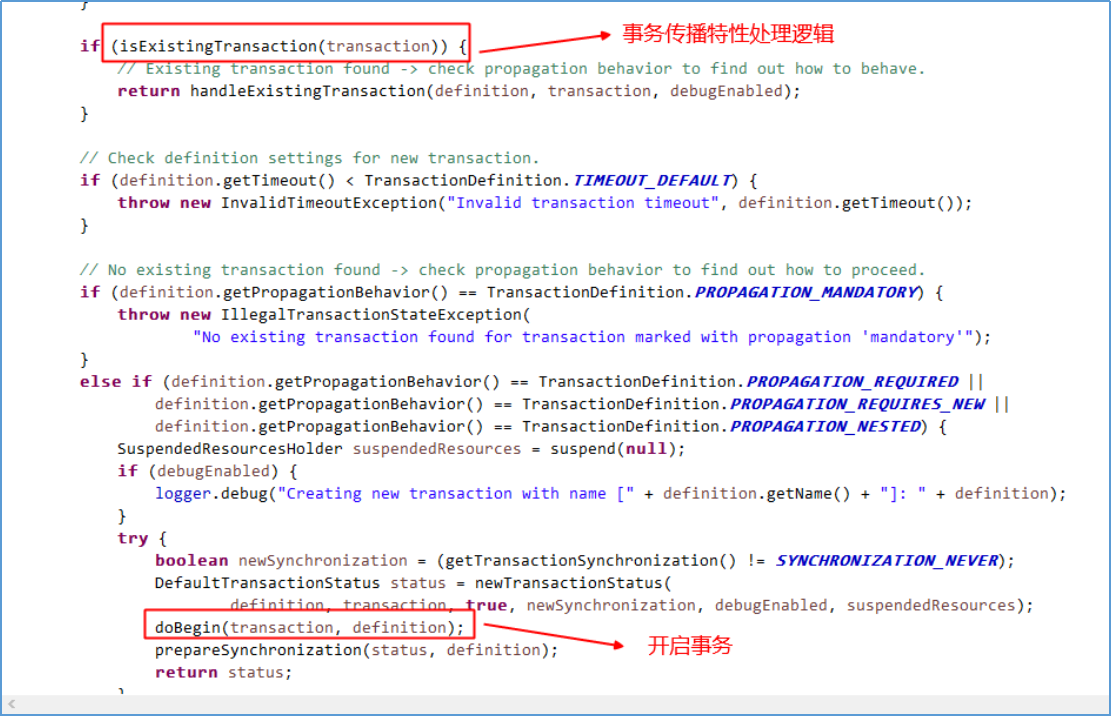 }
if (isExistingTransaction(transaction)) {
事务传播特性处理逻辑
// Existing transaction found -> check propagation behavior to find out how to behave.
return handleExistingTransaction(definition, transaction, debugEnabled);
}
// Check definition settings for new transaction.
if (definition.getTimeout() < TransactionDefinition.TIMEOUT_DEFAULT) {
throw new InvalidTimeoutException("Invalid transaction timeout", definition.getTimeout());
}
// No existing transaction found -> check propagation behavior to find out how to proceed.
if (definition.getPropagationBehavior() == TransactionDefinition.PROPAGATION_MANDATORY) {
throw new IllegalTransactionStateException(
"No existing transaction found for transaction marked with propagation 'mandatory'");
}
else if (definition.getPropagationBehavior() == TransactionDefinition.PROPAGATION_REQUIRED ||
definition.getPropagationBehavior() == TransactionDefinition.PROPAGATION_REQUIRES_NEW ||
definition.getPropagationBehavior() == TransactionDefinition.PROPAGATION_NESTED) {
SuspendedResourcesHolder suspendedResources = suspend(null);
if (debugEnabled) {
logger.debug("Creating new transaction with name [" + definition.getName() + "]: " + definition);
}
try {
boolean newSynchronization = (getTransactionSynchronization() != SYNCHRONIZATION_NEVER);
DefaultTransactionStatus status = newTransactionStatus(
definition, transaction, true, newSynchronization, debugEnabled, suspendedResources);
doBegin(transaction, definition);
开启事务
prepareSynchronization(status, definition);
return status;
}